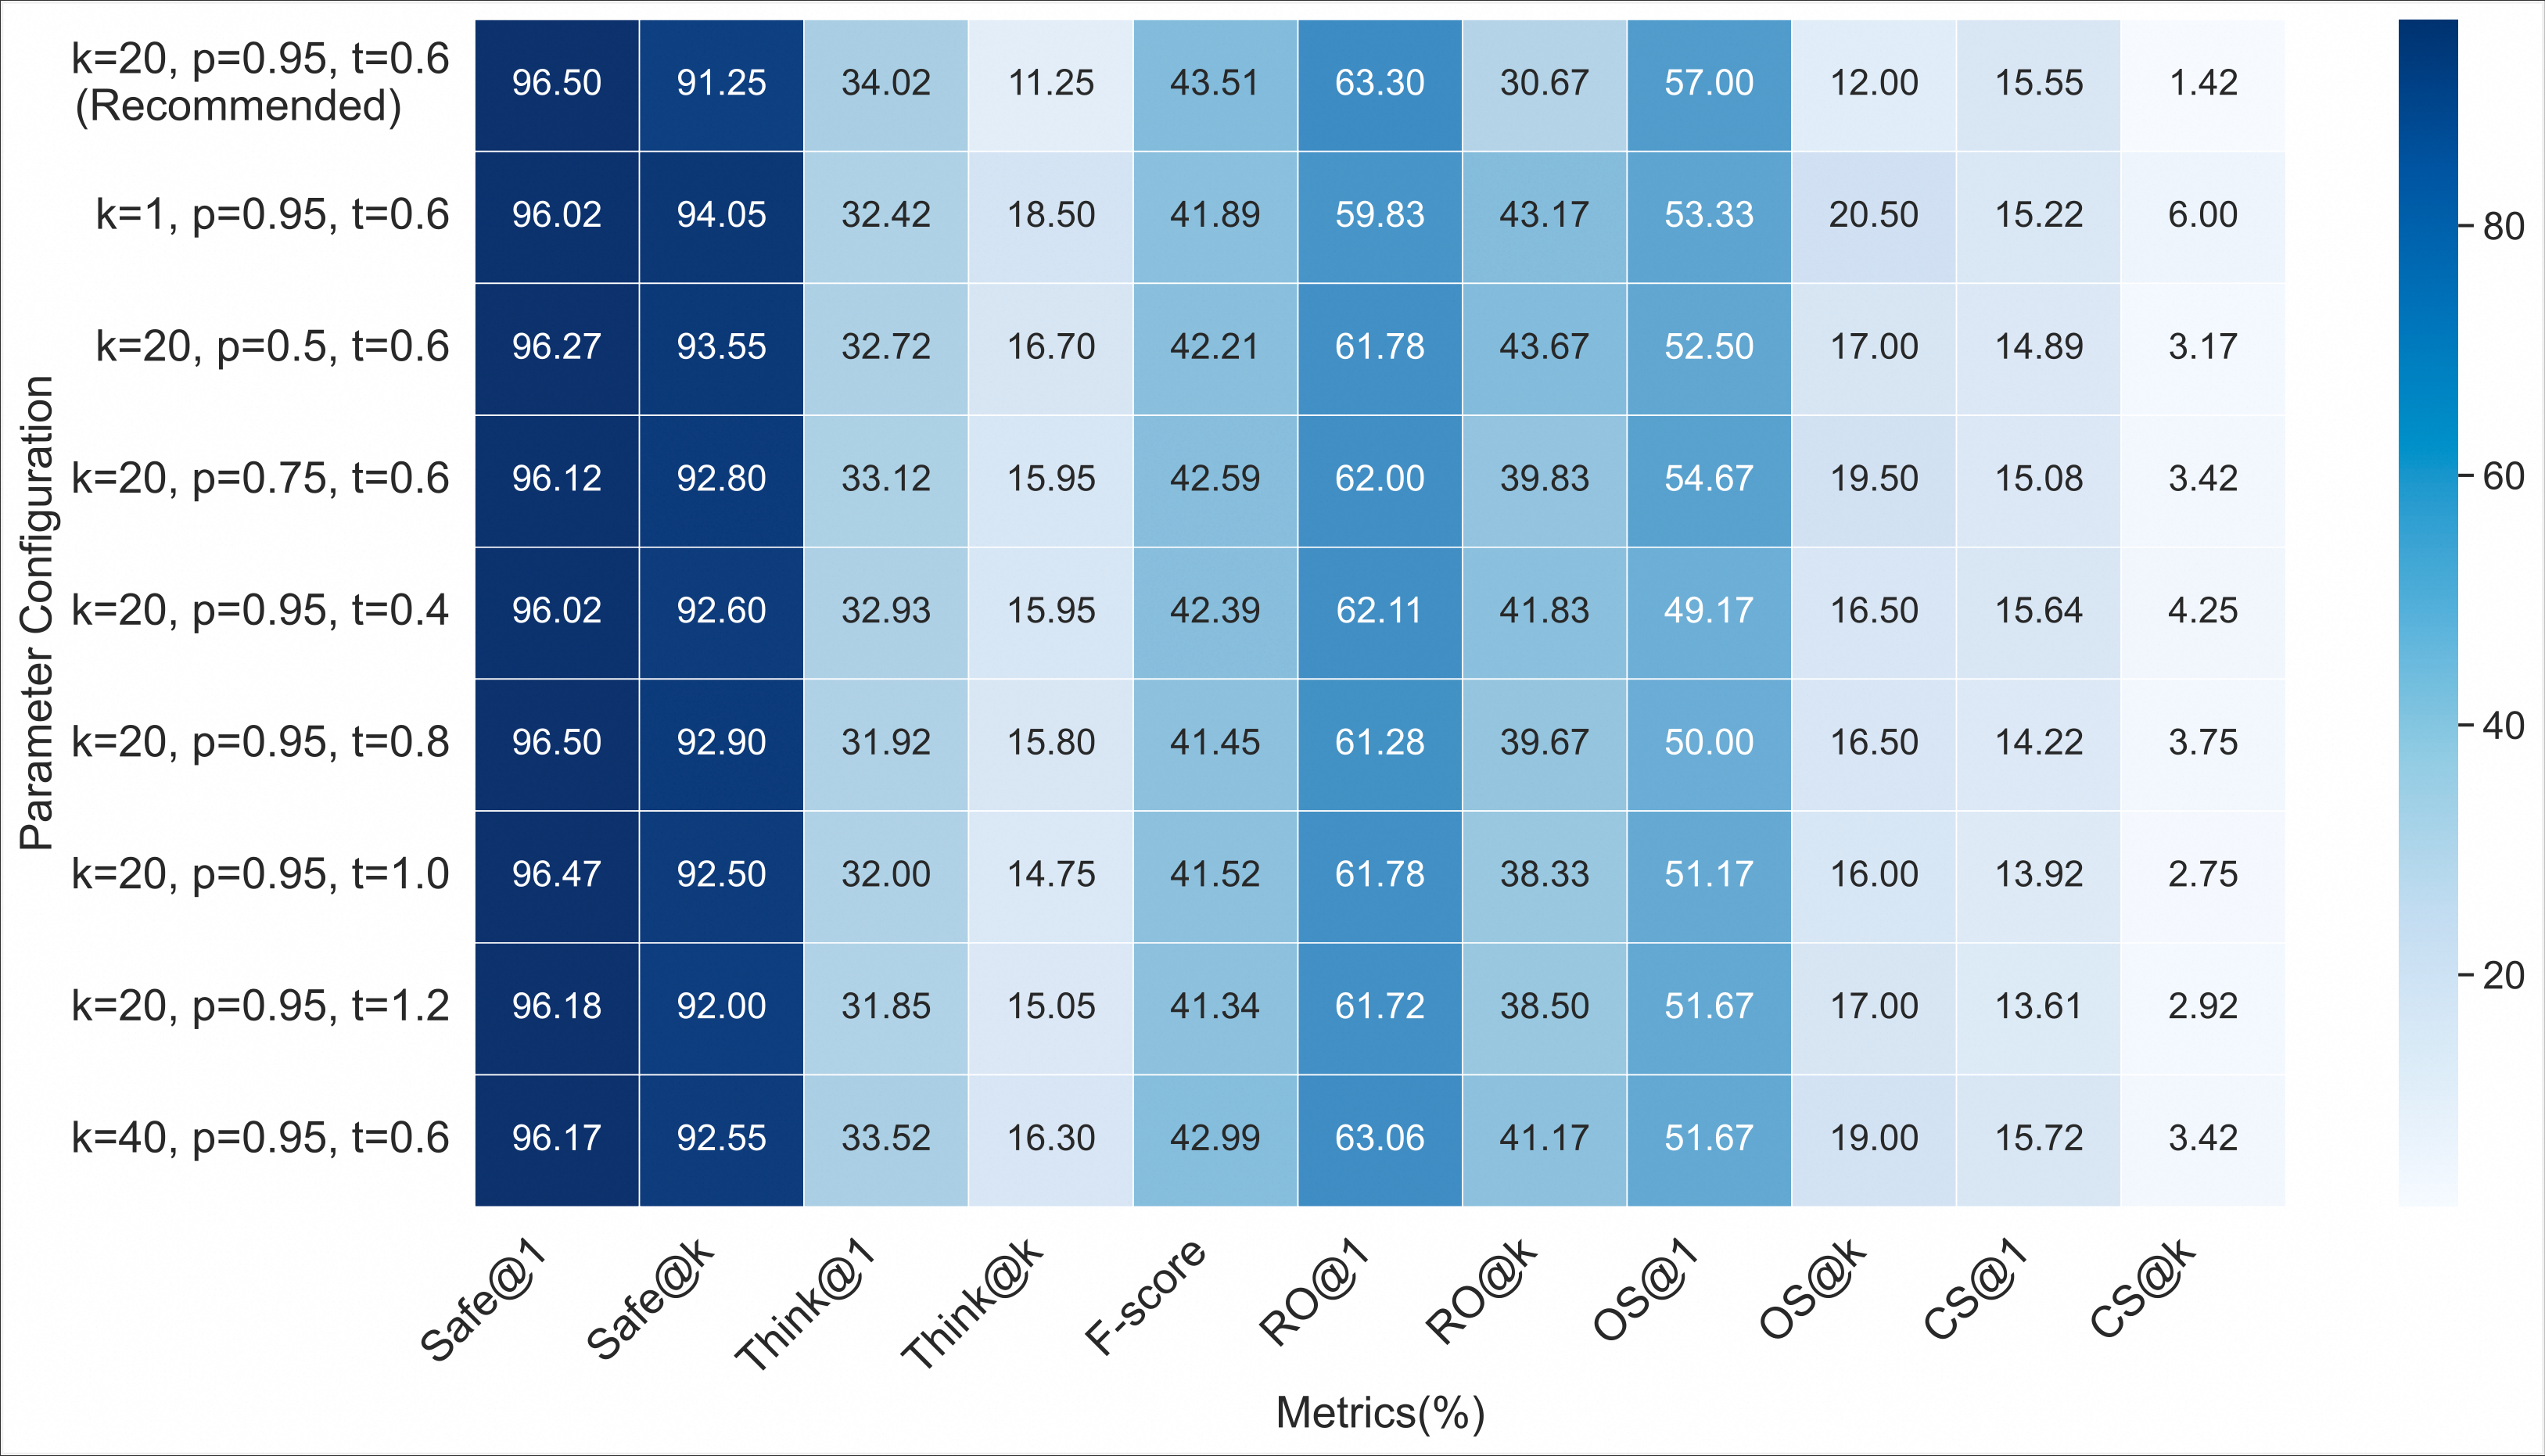 k=20, p=0.95, t=0.6
(Recommended)
96.50 91.25 34.02 11.25 43.51 63.30 30.67 57.00 12.00 15.55 1.42
k=1, p=0.95, t=0.6 96.02 94.05 32.42 18.50 41.89 59.83 43.17 53.33 20.50 15.22 6.00
k=20, p=0.5, t=0.6 96.27 93.55 32.72 16.70 42.21 61.78 43.67 52.50 17.00 14.89 3.17
k=20, p=0.75, t=0.6 96.12 92.80 33.12 15.95 42.59 62.00 39.83 54.67 19.50 15.08 3.42
k=20, p=0.95, t=0.4 96.02 92.60 32.93 15.95 42.39 62.11 41.83 49.17 16.50 15.64 4.25
k=20, p=0.95, t=0.8 96.50 92.90 31.92 15.80 41.45 61.28 39.67 50.00 16.50 14.22 3.75
k=20, p=0.95, t=1.0 96.47 92.50 32.00 14.75 41.52 61.78 38.33 51.17 16.00 13.92 2.75
k=20, p=0.95, t=1.2 96.18 92.00 31.85 15.05 41.34 61.72 38.50 51.67 17.00 13.61 2.92
k=40, p=0.95, t=0.6 96.17 92.55 33.52 16.30 42.99 63.06 41.17 51.67 19.00 15.72 3.42
Parameter Configuration
Safe@1 Safe@k Think@1 Think@k F-score RO@1 RO@k OS@1 OS@k CS@1 CS@k
Metrics(%)
80
60
40
20